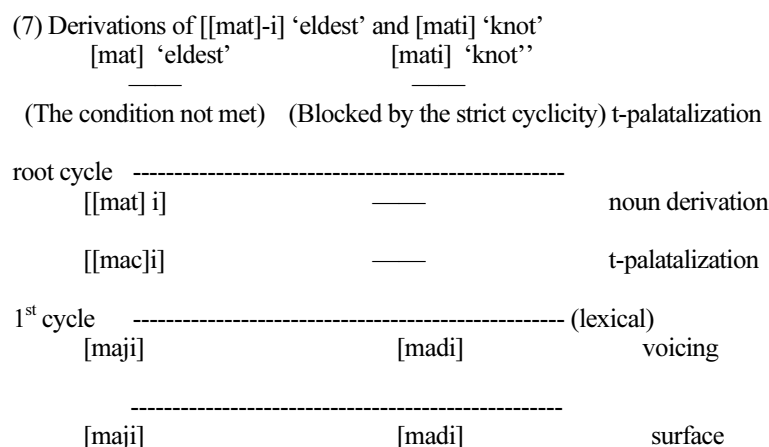 (7) Derivations of [[mat]-i] ‘eldest’ and [mati] ‘knot’
[mat] ‘eldest’ [mati] ‘knot’’
—— ——
(The condition not met) (Blocked by the strict cyclicity) t-palatalization
root cycle -------------------------------------------------------
[[mat] i] —— noun derivation
[[mac]i] —— t-palatalization
1st cycle ------------------------------------------------------- (lexical)
[maji] [madi] voicing
-------------------------------------------------------
[maji] [madi] surface